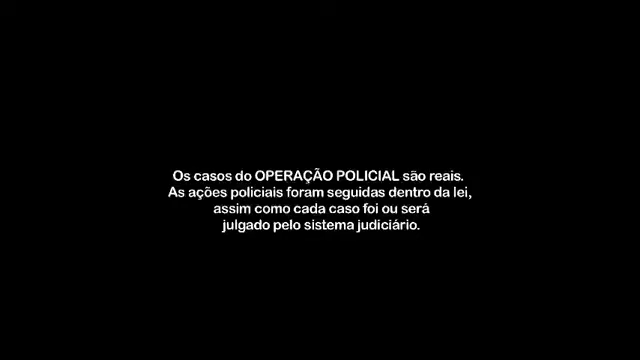 Os casos do OPERAÇÃO POLICIAL são reais.
As ações policiais foram seguidas dentro da lei,
assim como cada caso foi ou será
julgado pelo sistema judiciário.